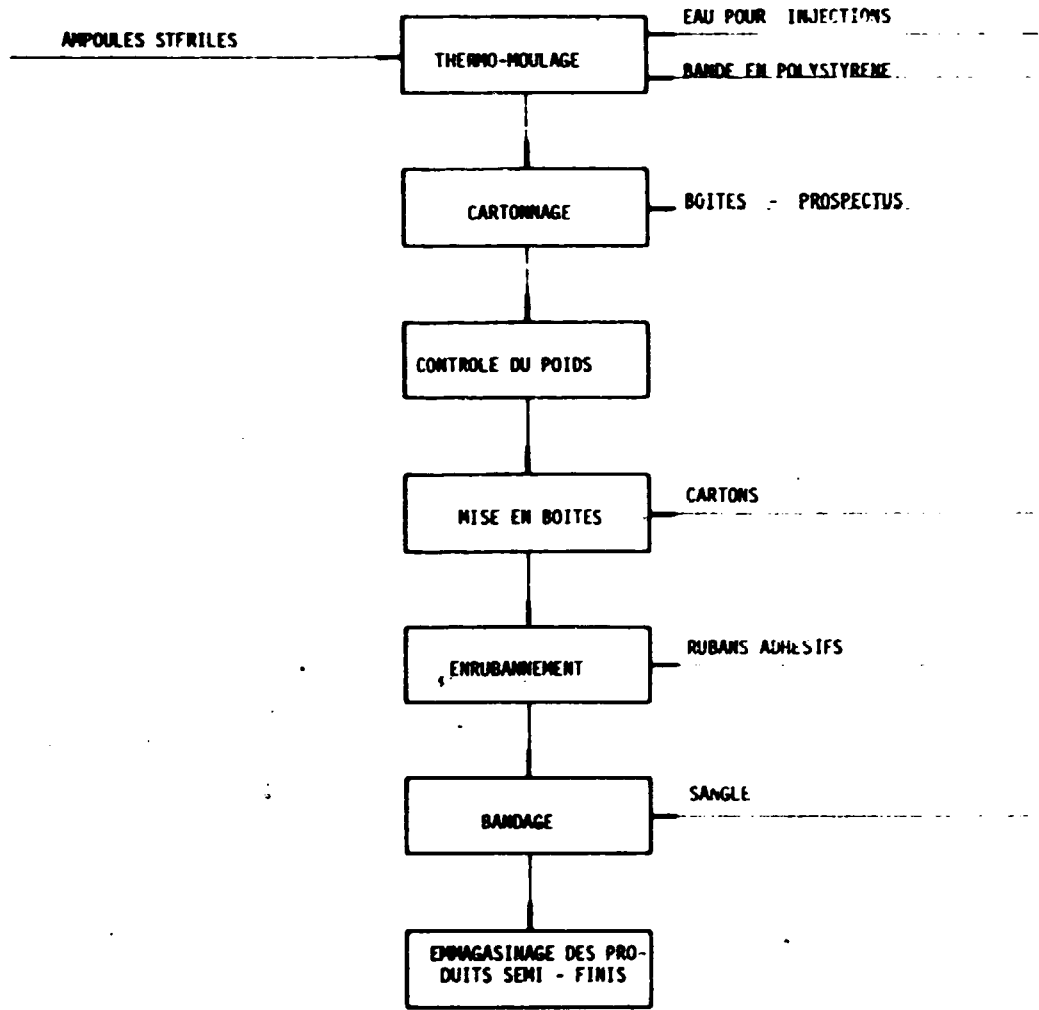 EAU POUR INJECTIONS
AMPOULES STERILES
THERMO-MOULAGE
BANDE EN POLYSTYRENE
CARTONNAGE
BOITES - PROSPECTUS
CONTROLE DU POIDS
CARTONS
MISE EN BOITES
RUBANS ADHESIFS
ENRUBANNEMENT
SANGLE
BANDAGE
EMMAGASINAGE DES PRO-
DUITS SEMI - FINIS